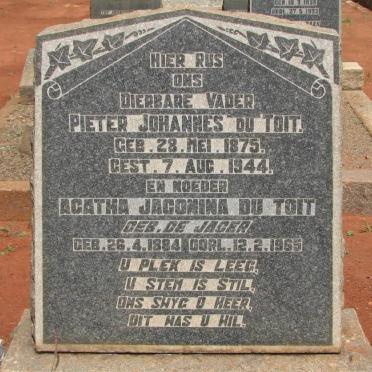 HIER RUS
ONS
DIERBARE VADER
PIETER JOHANNES DU TOIT.
GEB. 28. MEI. 1875.
GEST. 7. AUG. 1944.
EN MOEDER
AGATHA JACOMINA DU TOIT
GEB. DE JAGER
GEB. 26.4.1884 OORL. 12.2.1965
U PLEK IS LEEG,
U STEM IS STIL,
ONS SWYG O HEER,
DIT WAS U WIL.